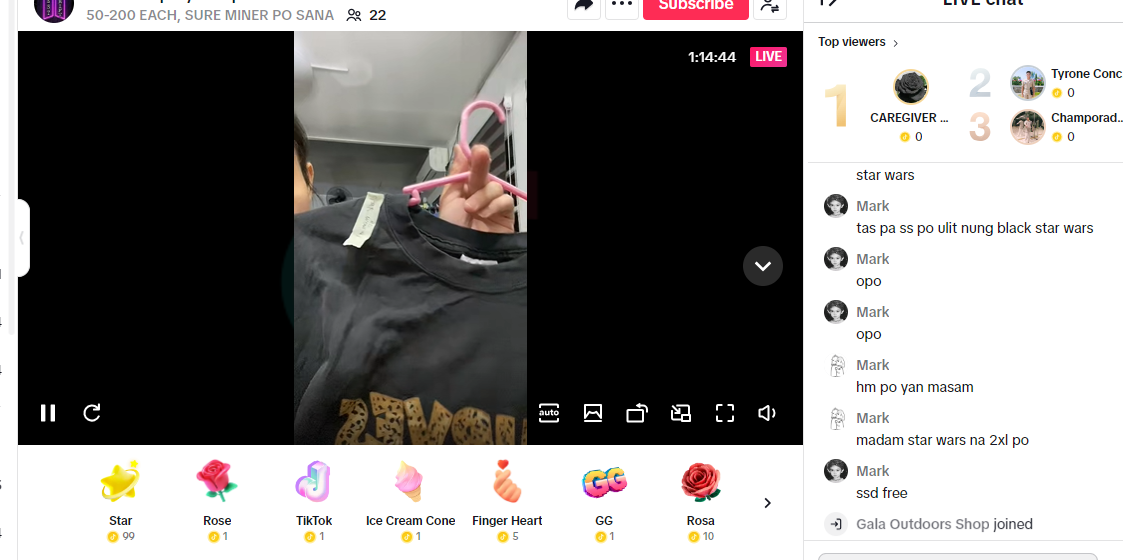 50-200 EACH, SURE MINER PO SANA
22
Subscribe
LIVE chat
1:14:44
LIVE
auto
Star
99
Rose
1
TikTok
1
Ice Cream Cone
1
Finger Heart
5
GG
GG
1
Rosa
10
Top viewers
1
CAREGIVER ...
0
2
Tyrone Conc
0
3
Champorad..
0
star wars
Mark
tas pa ss po ulit nung black star wars
Mark
opo
Mark
opo
Mark
hm po yan masam
Mark
madam star wars na 2xl po
Mark
ssd free
Gala Outdoors Shop joined